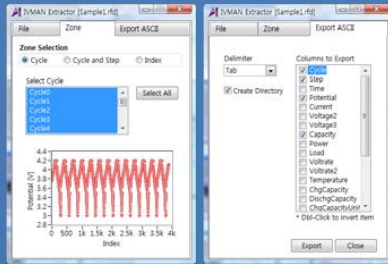 IVMAN Extractor [Sample1.rfd]
File
Zone
Export ASCII
Zone Selection
Cycle
Cycle and Step
Index
Select Cycle
Cycle0
Cycle1
Cycle2
Cycle3
Cycle4
Select All
Potential [V]
4.4
4.2
4
3.8
3.6
3.4
3.2
3
2.8
0 500 1k 1.5k 2k 2.5k 3k 3.5k 4k
Index
IVMAN Extractor [Sample1.rfd]
File
Zone
Export ASCII
Delimiter
Tab
Create Directory
Columns to Export
Cycle
Step
Time
Potential
Current
Voltage2
Voltage3
Capacity
Power
Load
Voltrate
Voltrate2
Temperature
ChgCapacity
DischgCapacity
ChgCapacityUnit
* Dbl-Click to invert item
Export
Close